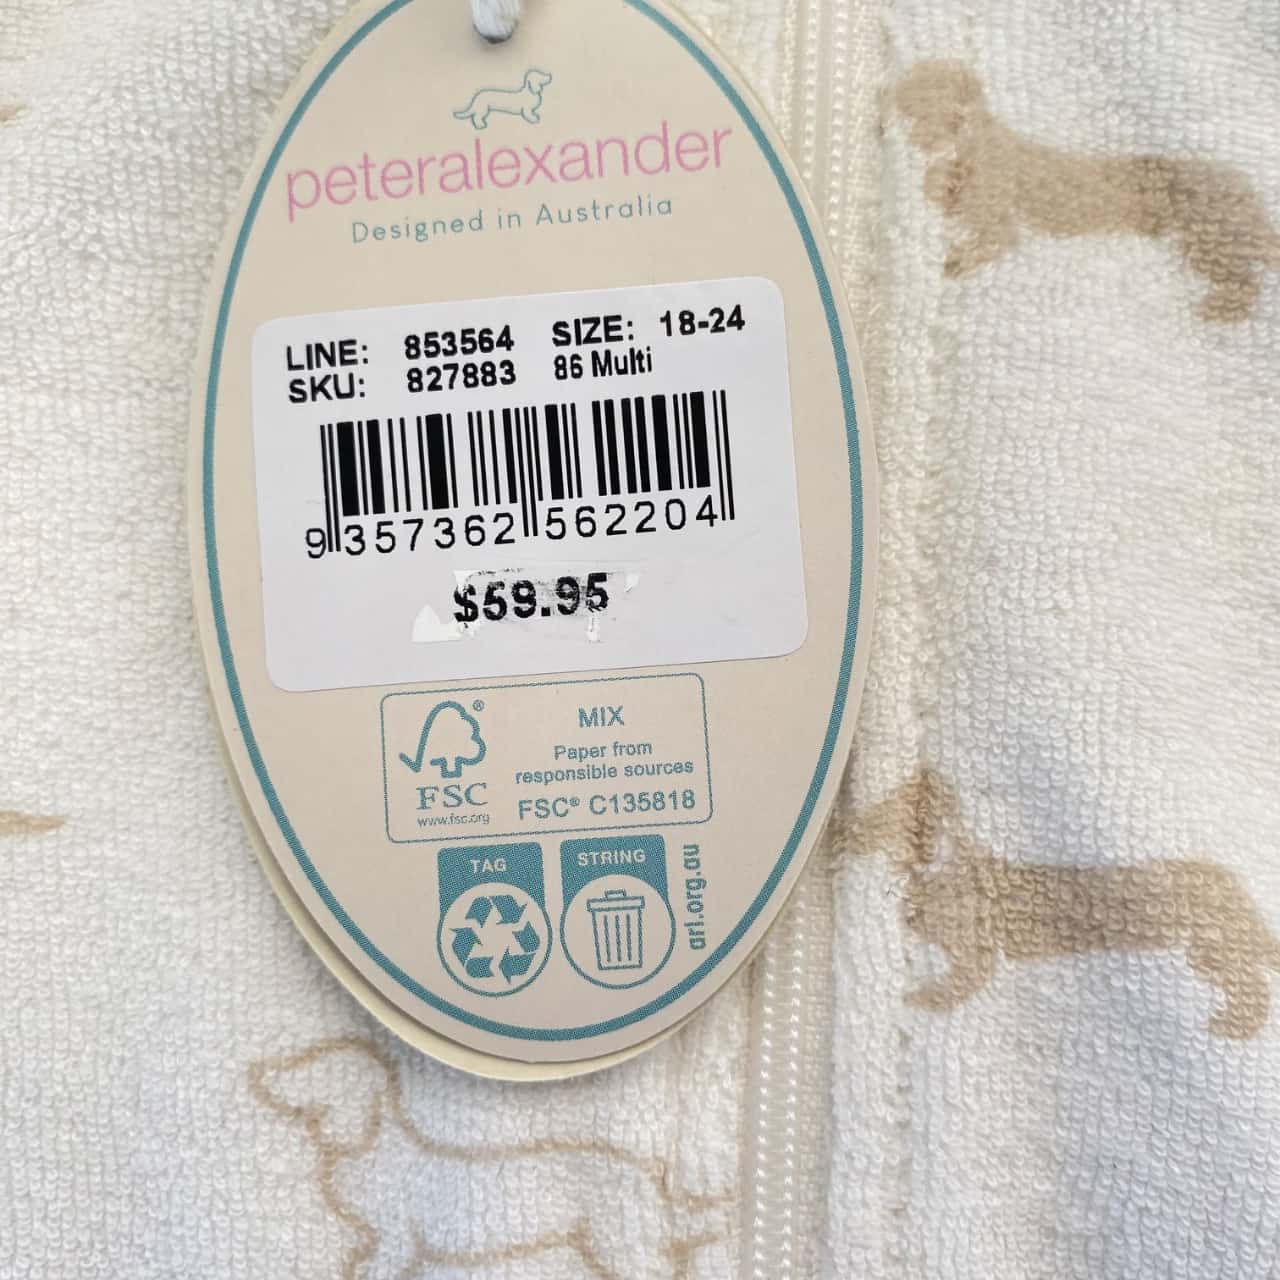 peteralexander
Designed in Australia
LINE: 853564 SIZE: 18-24
SKU: 827883 86 Multi
9 357362 562204
$59.95
FSC®
www.fsc.org
MIX
Paper from
responsible sources
FSC® C135818
TAG
STRING
arl.org.au